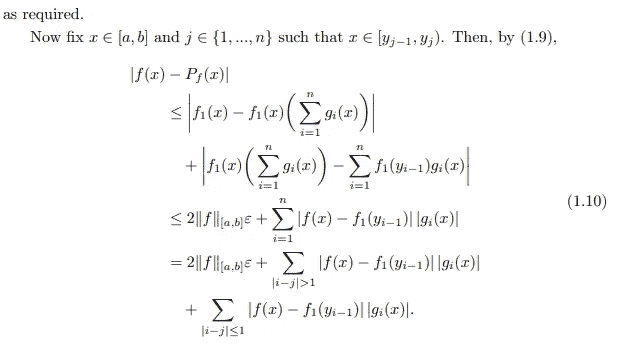 as required.
Now fix x ∈ [a, b] and j ∈ {1, ..., n} such that x ∈ [y_{j−1}, y_j). Then, by (1.9),
|f(x) − P_f(x)|
≤ |f_1(x) − f_1(x)(∑_{i=1}^{n} g_i(x))|
+ |f_1(x)(∑_{i=1}^{n} g_i(x)) − ∑_{i=1}^{n} f_1(y_{i−1})g_i(x)|
≤ 2‖f‖_{[a,b]}ε + ∑_{i=1}^{n} |f(x) − f_1(y_{i−1})| |g_i(x)|
(1.10)
= 2‖f‖_{[a,b]}ε + ∑_{|i−j|>1} |f(x) − f_1(y_{i−1})| |g_i(x)|
+ ∑_{|i−j|≤1} |f(x) − f_1(y_{i−1})| |g_i(x)|.